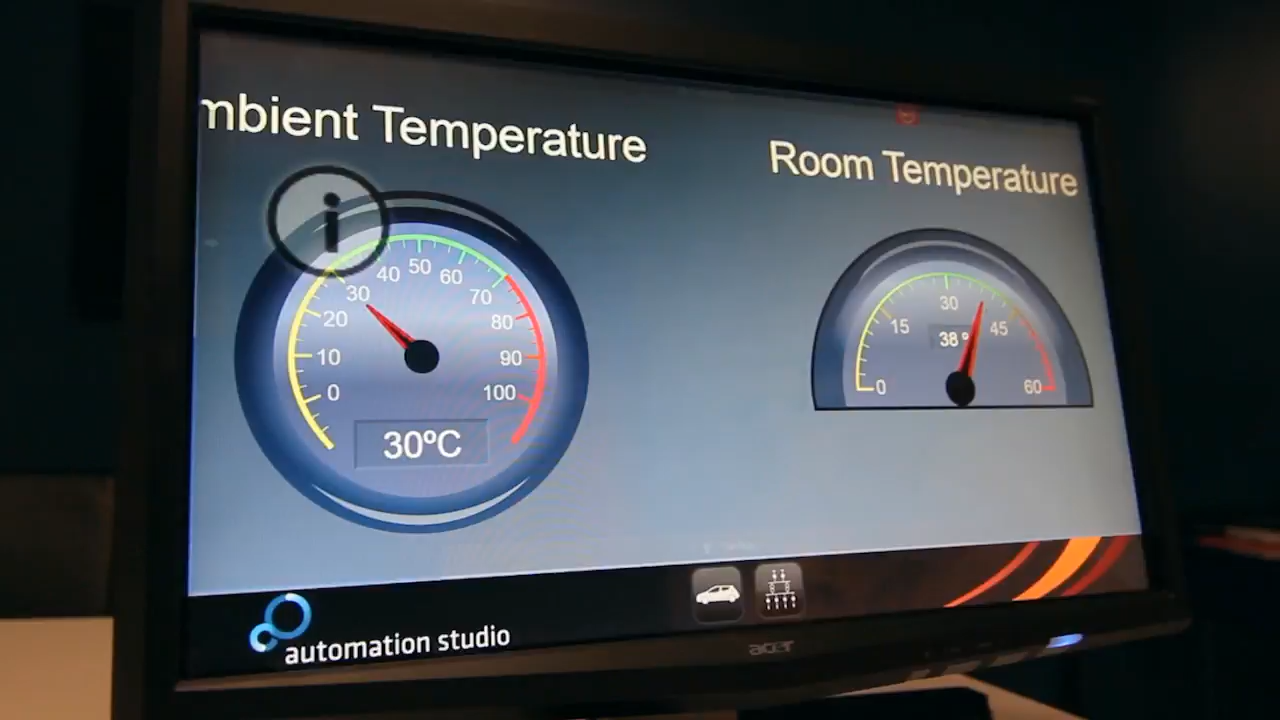 mbient Temperature
Room Temperature
i
0
10
20
30
40
50
60
70
80
90
100
30ºC
0
15
30
45
60
38 º
automation studio
acer